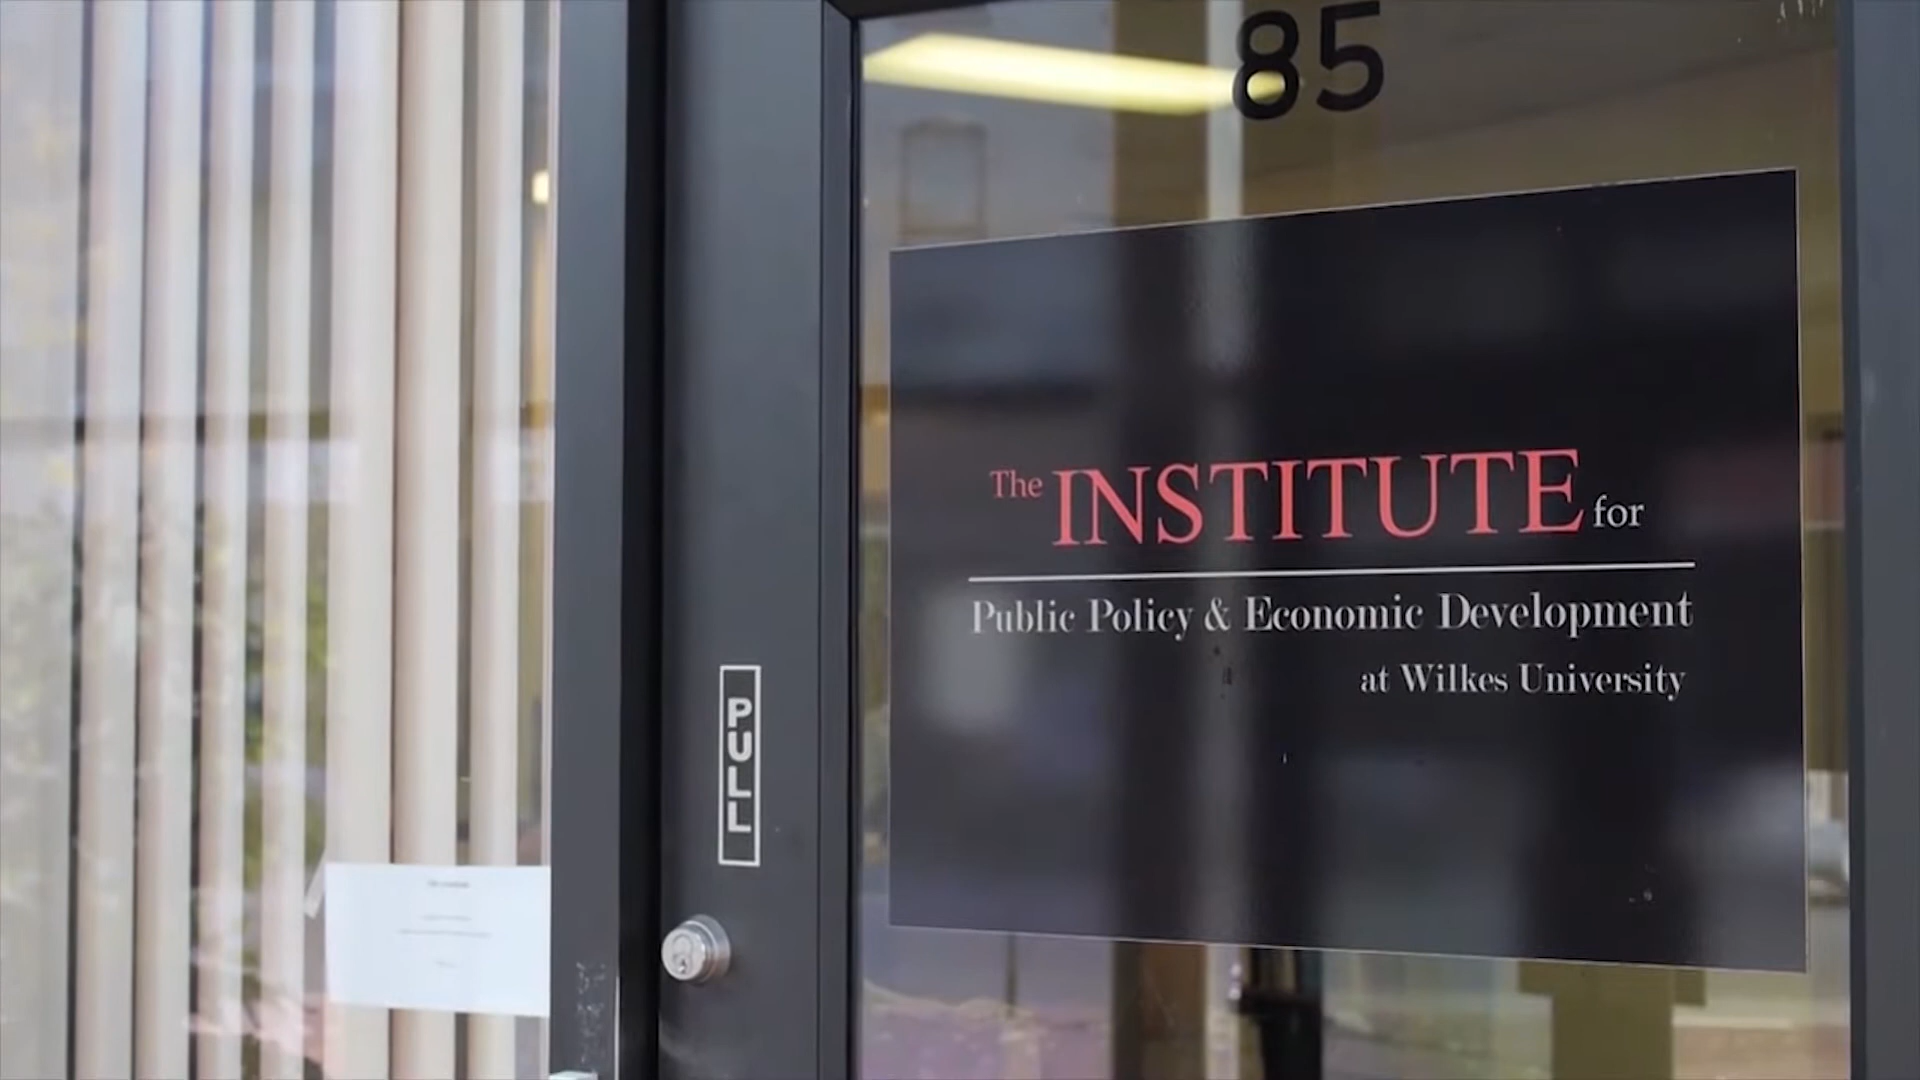 85
The INSTITUTE for
Public Policy & Economic Development
at Wilkes University
PULL